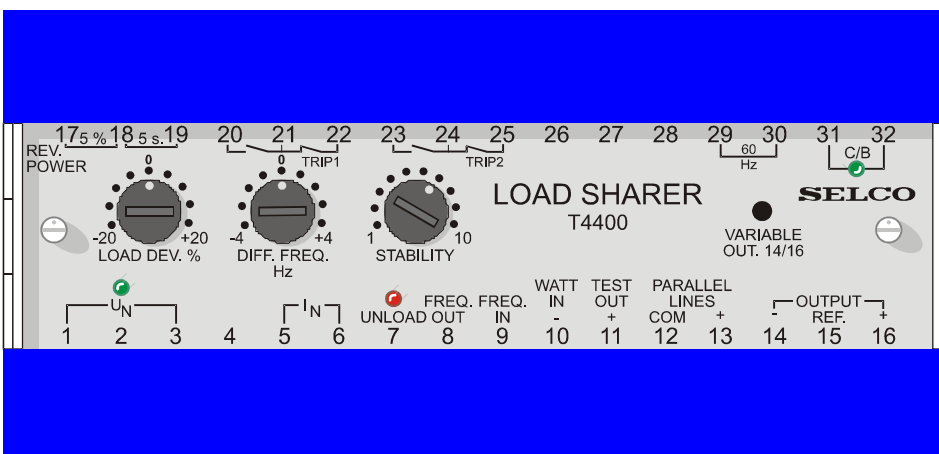 17 5 % 18 5 s. 19 20 21 22 23 24 25 26 27 28 29 30 31 32
REV.
POWER
TRIP1
TRIP2
60
Hz
C/B
0
-20 +20
LOAD DEV. %
0
-4 +4
DIFF. FREQ.
Hz
1 10
STABILITY
LOAD SHARER
T4400
SELCO
VARIABLE
OUT. 14/16
UN
IN
UNLOAD
FREQ.
OUT
FREQ.
IN
WATT
IN
-
TEST
OUT
+
PARALLEL
LINES
COM +
- OUTPUT +
REF.
1 2 3 4 5 6 7 8 9 10 11 12 13 14 15 16